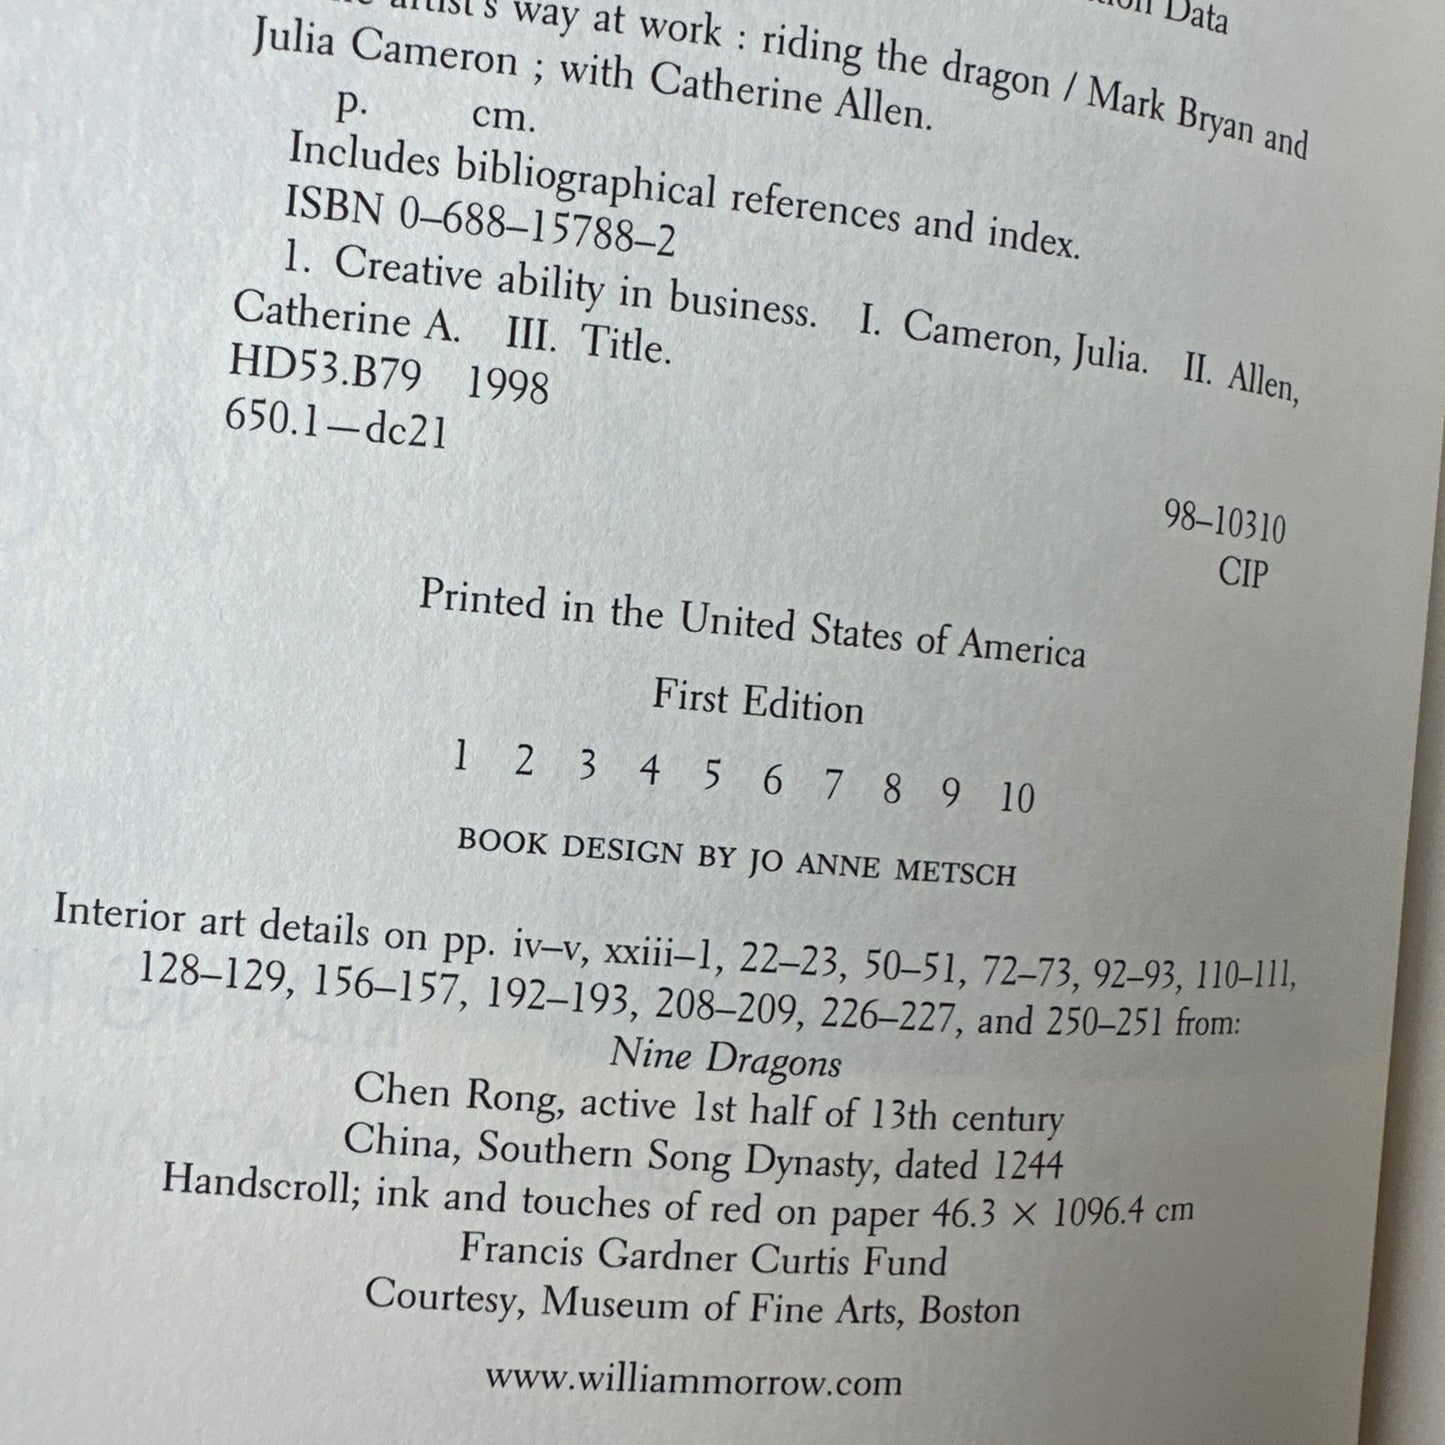 Data
artist's way at work : riding the dragon / Mark Bryan and
Julia Cameron ; with Catherine Allen.
p. cm.
Includes bibliographical references and index.
ISBN 0–688–15788–2
1. Creative ability in business. I. Cameron, Julia. II. Allen,
Catherine A. III. Title.
HD53.B79 1998
650.1—dc21
98–10310
CIP
Printed in the United States of America
First Edition
1 2 3 4 5 6 7 8 9 10
BOOK DESIGN BY JO ANNE METSCH
Interior art details on pp. iv–v, xxiii–1, 22–23, 50–51, 72–73, 92–93, 110–111,
128–129, 156–157, 192–193, 208–209, 226–227, and 250–251 from:
Nine Dragons
Chen Rong, active 1st half of 13th century
China, Southern Song Dynasty, dated 1244
Handscroll; ink and touches of red on paper 46.3 × 1096.4 cm
Francis Gardner Curtis Fund
Courtesy, Museum of Fine Arts, Boston
www.williammorrow.com